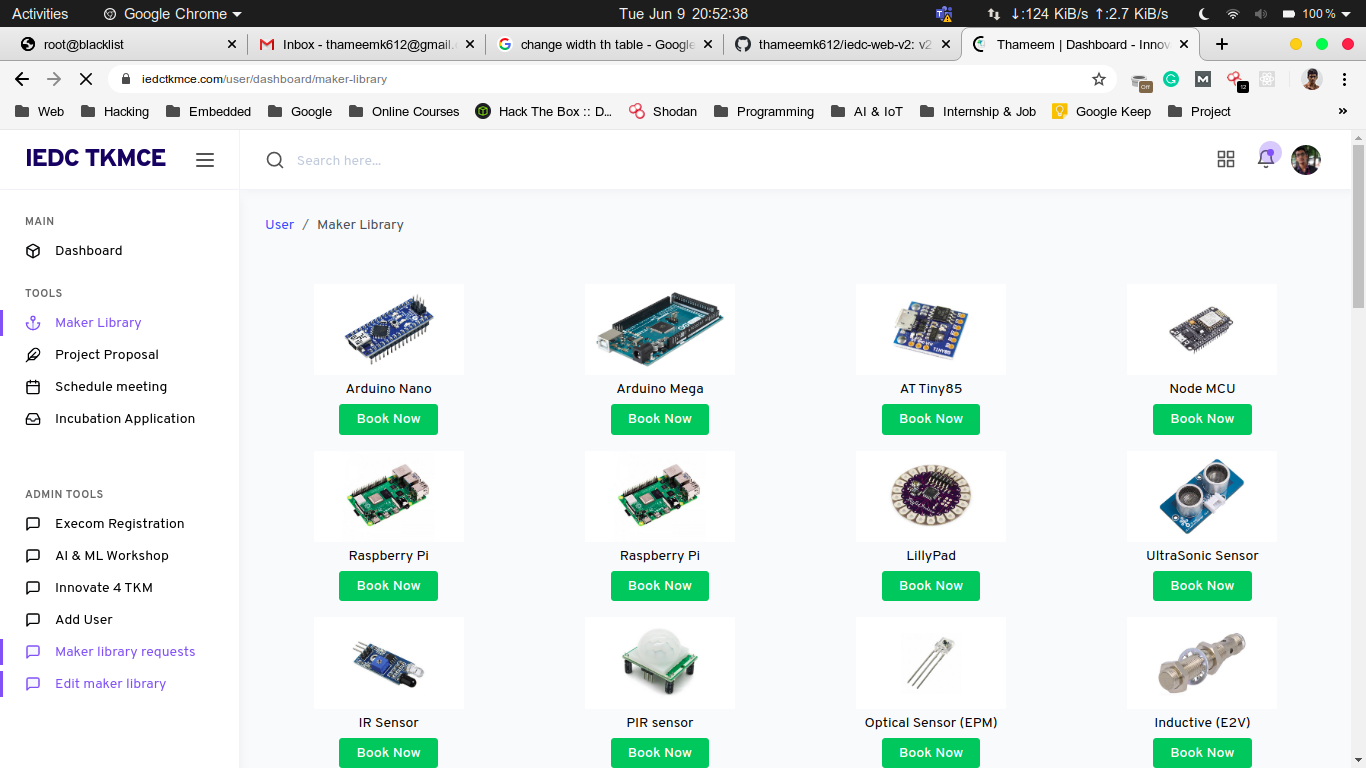 Activities Google Chrome Tue Jun 9 20:52:38 ↓:124 KiB/s ↑:2.7 KiB/s 100 %
root@blacklist Inbox - thameemk612@gmail. change width th table - Google thameemk612/iedc-web-v2: v2 Thameem | Dashboard - Innov
iedctkmce.com/user/dashboard/maker-library Off 12
Web Hacking Embedded Google Online Courses Hack The Box :: D... Shodan Programming AI & IoT Internship & Job Google Keep Project »
IEDC TKMCE Search here...
User / Maker Library
MAIN
Dashboard
TOOLS
Maker Library
Project Proposal
Schedule meeting
Incubation Application
ADMIN TOOLS
Execom Registration
AI & ML Workshop
Innovate 4 TKM
Add User
Maker library requests
Edit maker library
Arduino Nano Arduino Mega AT Tiny85 Node MCU
Book Now Book Now Book Now Book Now
Raspberry Pi Raspberry Pi LillyPad UltraSonic Sensor
Book Now Book Now Book Now Book Now
IR Sensor PIR sensor Optical Sensor (EPM) Inductive (E2V)
Book Now Book Now Book Now Book Now